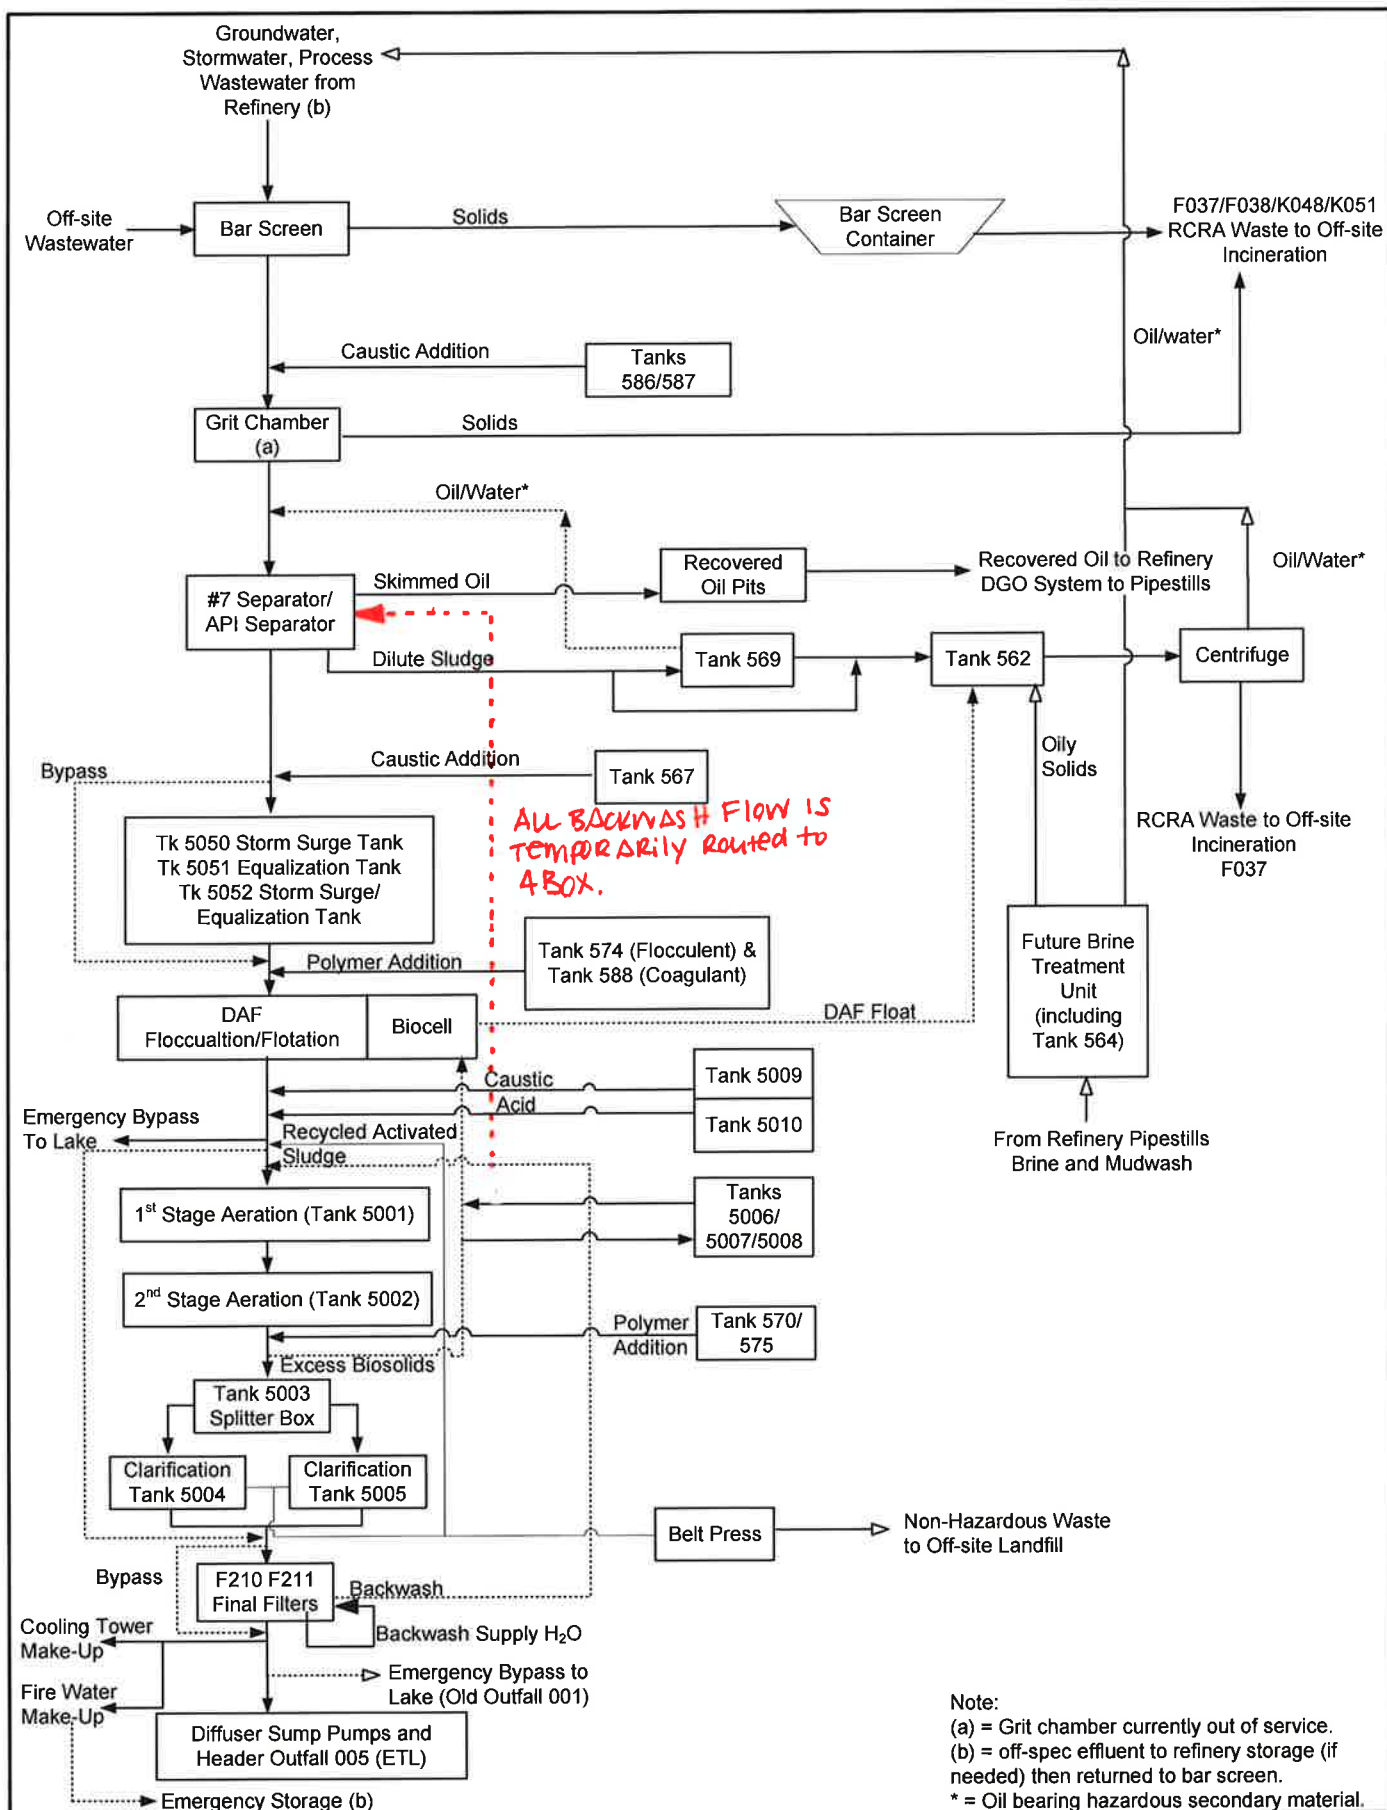 Groundwater,
Stormwater, Process
Wastewater from
Refinery (b)
Off-site
Wastewater
Bar Screen
Solids
Bar Screen
Container
F037/F038/K048/K051
RCRA Waste to Off-site
Incineration
Oil/water*
Caustic Addition
Tanks
586/587
Grit Chamber
(a)
Solids
Oil/Water*
#7 Separator/
API Separator
Skimmed Oil
Recovered
Oil Pits
Recovered Oil to Refinery
DGO System to Pipestills
Oil/Water*
Dilute Sludge
Tank 569
Tank 562
Centrifuge
Oily
Solids
Bypass
Caustic Addition
Tank 567
ALL BACKWASH FLOW IS
TEMPORARILY ROUTED TO
4 BOX.
RCRA Waste to Off-site
Incineration
F037
Tk 5050 Storm Surge Tank
Tk 5051 Equalization Tank
Tk 5052 Storm Surge/
Equalization Tank
Polymer Addition
Tank 574 (Flocculent) &
Tank 588 (Coagulant)
Future Brine
Treatment
Unit
(including
Tank 564)
DAF
Floccualtion/Flotation
Biocell
DAF Float
Caustic
Tank 5009
Acid
Tank 5010
Emergency Bypass
To Lake
Recycled Activated
Sludge
From Refinery Pipestills
Brine and Mudwash
1st Stage Aeration (Tank 5001)
Tanks
5006/
5007/5008
2nd Stage Aeration (Tank 5002)
Polymer
Addition
Tank 570/
575
Excess Biosolids
Tank 5003
Splitter Box
Clarification
Tank 5004
Clarification
Tank 5005
Belt Press
Non-Hazardous Waste
to Off-site Landfill
Bypass
F210 F211
Final Filters
Backwash
Backwash Supply H2O
Cooling Tower
Make-Up
Emergency Bypass to
Lake (Old Outfall 001)
Fire Water
Make-Up
Diffuser Sump Pumps and
Header Outfall 005 (ETL)
Emergency Storage (b)
Note:
(a) = Grit chamber currently out of service.
(b) = off-spec effluent to refinery storage (if
needed) then returned to bar screen.
* = Oil bearing hazardous secondary material.